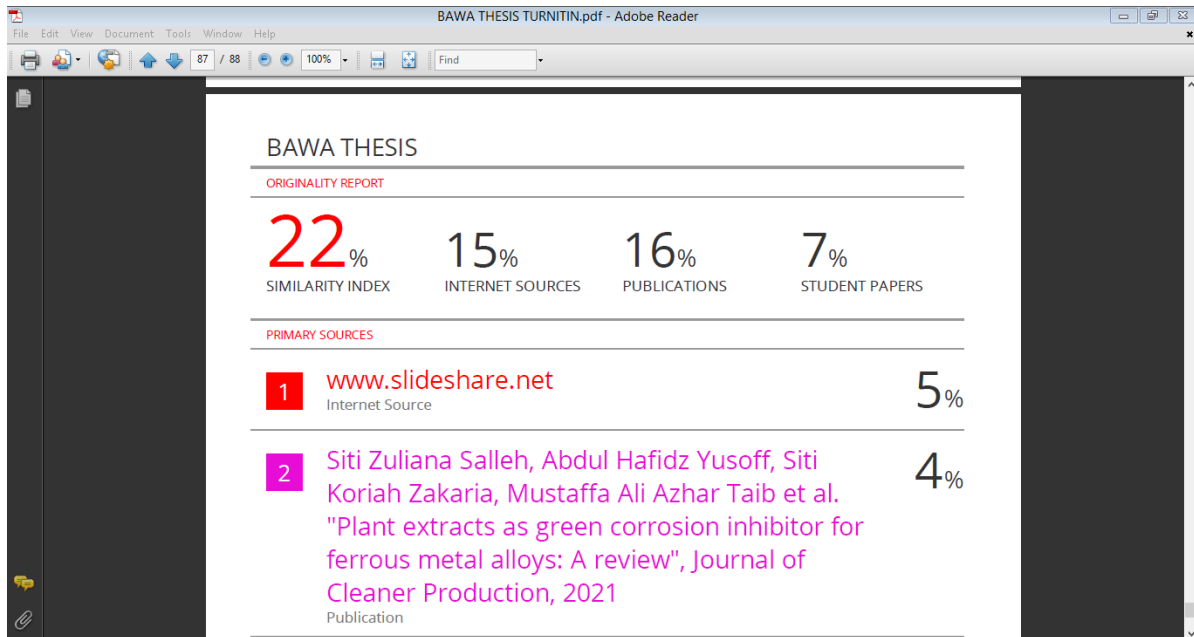 BAWA THESIS TURNITIN.pdf - Adobe Reader
File Edit View Document Tools Window Help
87 / 88 100% Find
BAWA THESIS
ORIGINALITY REPORT
22% 15% 16% 7%
SIMILARITY INDEX INTERNET SOURCES PUBLICATIONS STUDENT PAPERS
PRIMARY SOURCES
1 www.slideshare.net 5%
Internet Source
2 Siti Zuliana Salleh, Abdul Hafidz Yusoff, Siti 4%
Koriah Zakaria, Mustaffa Ali Azhar Taib et al.
"Plant extracts as green corrosion inhibitor for
ferrous metal alloys: A review", Journal of
Cleaner Production, 2021
Publication